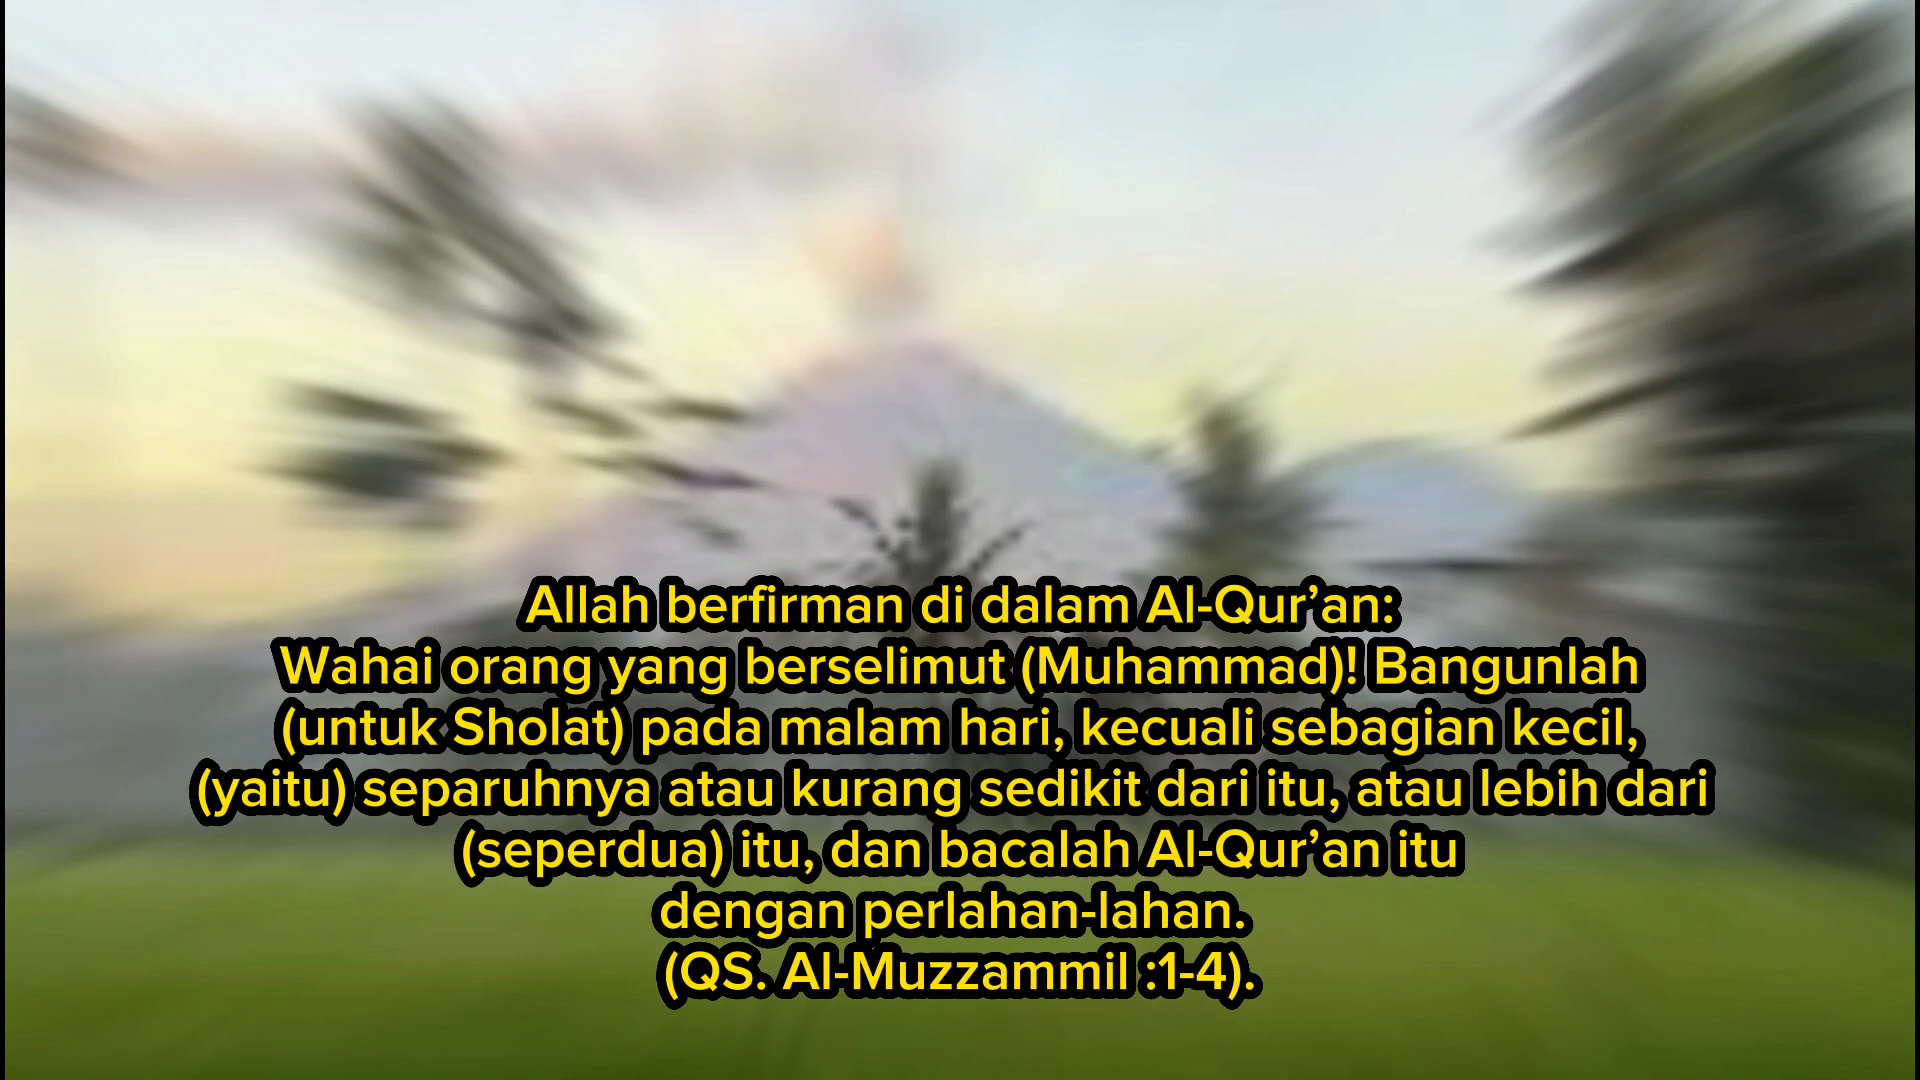 Allah berfirman di dalam Al-Qur’an:
Wahai orang yang berselimut (Muhammad)! Bangunlah
(untuk Sholat) pada malam hari, kecuali sebagian kecil,
(yaitu) separuhnya atau kurang sedikit dari itu, atau lebih dari
(seperdua) itu, dan bacalah Al-Qur’an itu
dengan perlahan-lahan.
(QS. Al-Muzzammil :1-4).